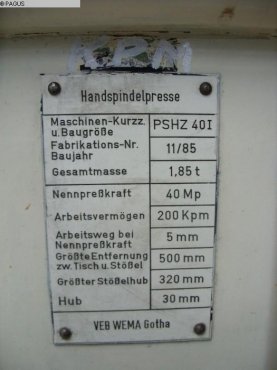 © PAGUS
KPM
Handspindelpresse
Maschinen-Kurzz. u. Baugröße PSHZ 40I
Fabrikations-Nr. Baujahr 11/85
Gesamtmasse 1,85 t
Nennpreßkraft 40 Mp
Arbeitsvermögen 200 Kpm
Arbeitsweg bei Nennpreßkraft 5 mm
Größte Entfernung zw. Tisch u. Stößel 500 mm
Größter Stößelhub 320 mm
Hub 30 mm
VEB WEMA Gotha